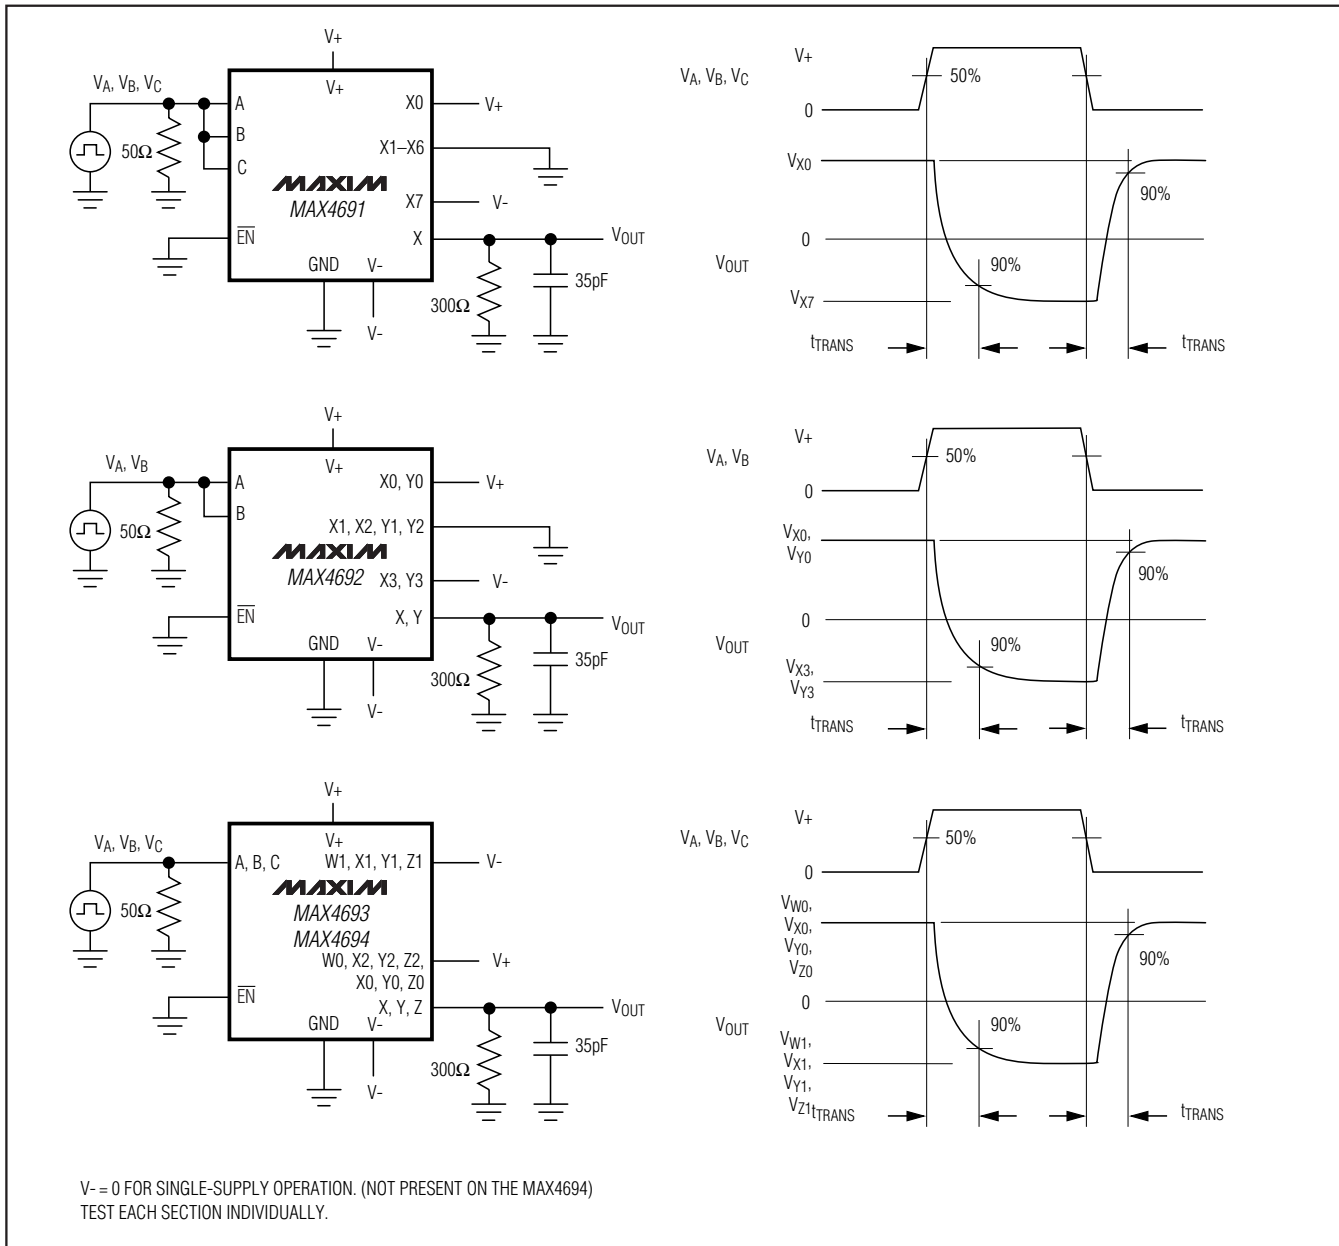 V+
VA, VB, VC
50Ω
V+
A
B
C
EN
X0
X1–X6
X7
X
MAXIM
MAX4691
GND
V-
V+
V-
VOUT
300Ω
35pF
V-
VA, VB, VC
V+
50%
0
VX0
90%
0
VOUT
90%
VX7
tTRANS
tTRANS
V+
VA, VB
50Ω
V+
A
B
EN
X0, Y0
X1, X2, Y1, Y2
MAXIM
MAX4692
X3, Y3
X, Y
GND
V-
V+
V-
VOUT
300Ω
35pF
V-
VA, VB
V+
50%
0
VX0,
VY0
90%
0
VOUT
90%
VX3,
VY3
tTRANS
tTRANS
V+
VA, VB, VC
50Ω
V+
A, B, C
W1, X1, Y1, Z1
MAXIM
MAX4693
MAX4694
W0, X2, Y2, Z2,
X0, Y0, Z0
X, Y, Z
EN
GND
V-
V-
V+
VOUT
300Ω
35pF
V-
VA, VB, VC
V+
50%
0
VW0,
VX0,
VY0,
VZ0
90%
0
VOUT
90%
VW1,
VX1,
VY1,
VZ1
tTRANS
tTRANS
V- = 0 FOR SINGLE-SUPPLY OPERATION. (NOT PRESENT ON THE MAX4694)
TEST EACH SECTION INDIVIDUALLY.